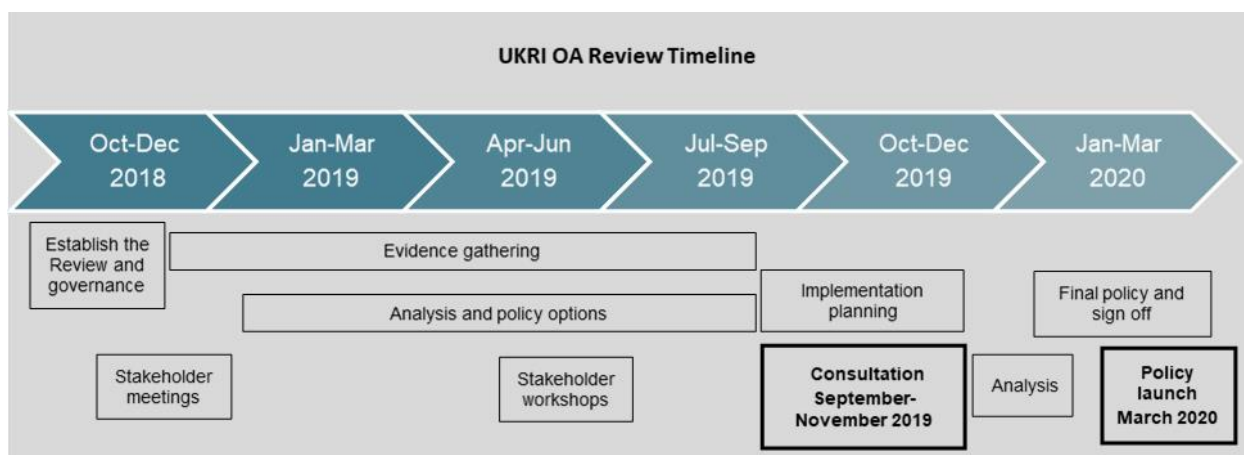 UKRI OA Review Timeline
Oct-Dec
2018
Jan-Mar
2019
Apr-Jun
2019
Jul-Sep
2019
Oct-Dec
2019
Jan-Mar
2020
Establish the
Review and
governance
Evidence gathering
Analysis and policy options
Implementation
planning
Final policy and
sign off
Stakeholder
meetings
Stakeholder
workshops
Consultation
September-
November 2019
Analysis
Policy
launch
March 2020